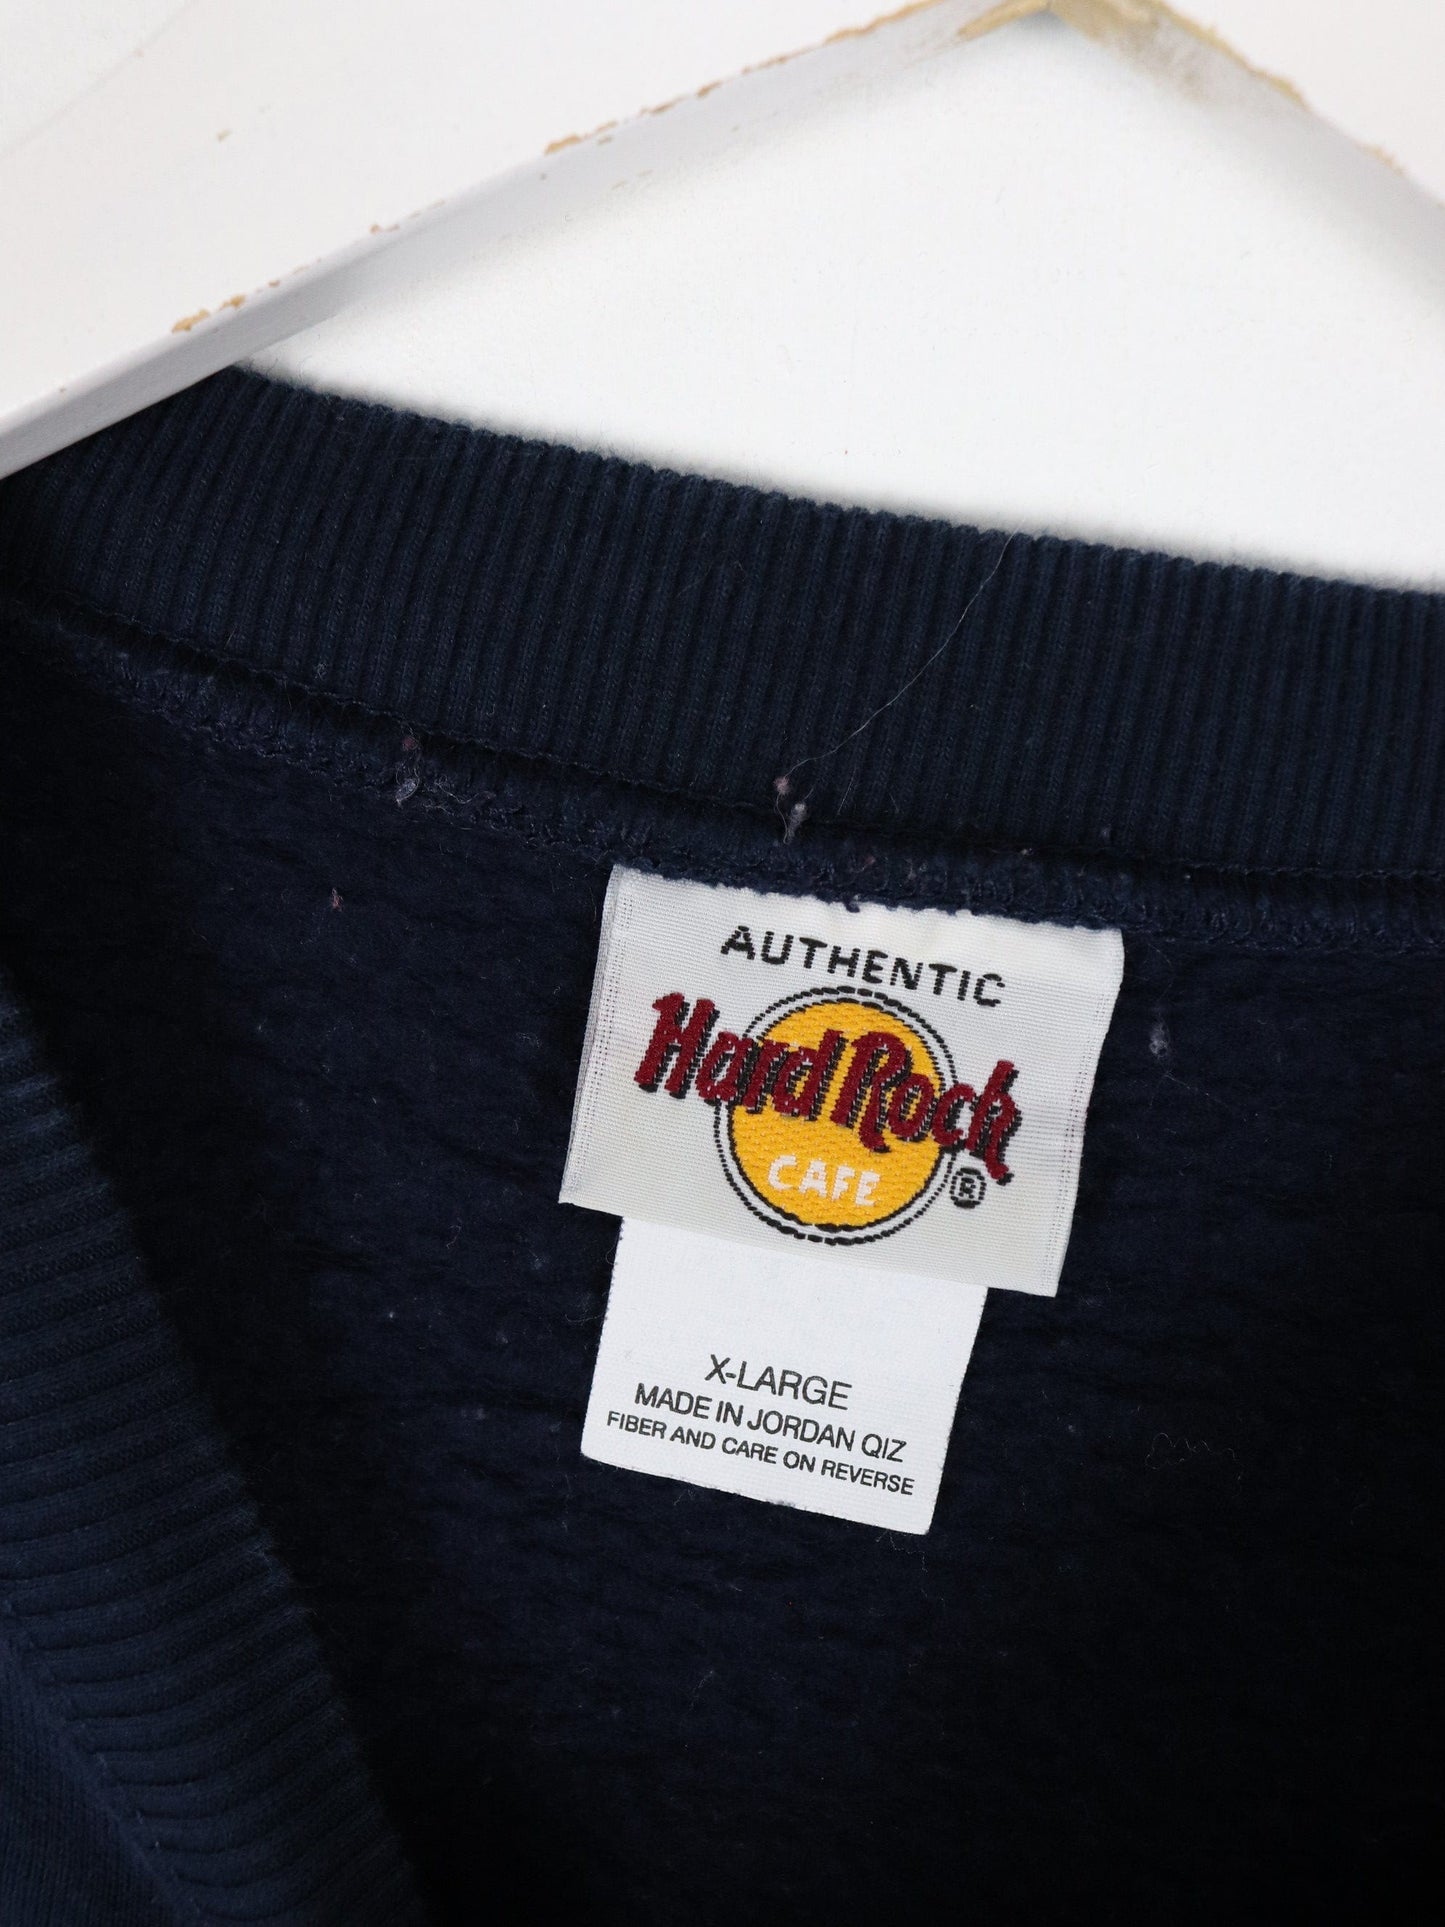 AUTHENTIC
Hard Rock
CAFE
®
X-LARGE
MADE IN JORDAN QIZ
FIBER AND CARE ON REVERSE